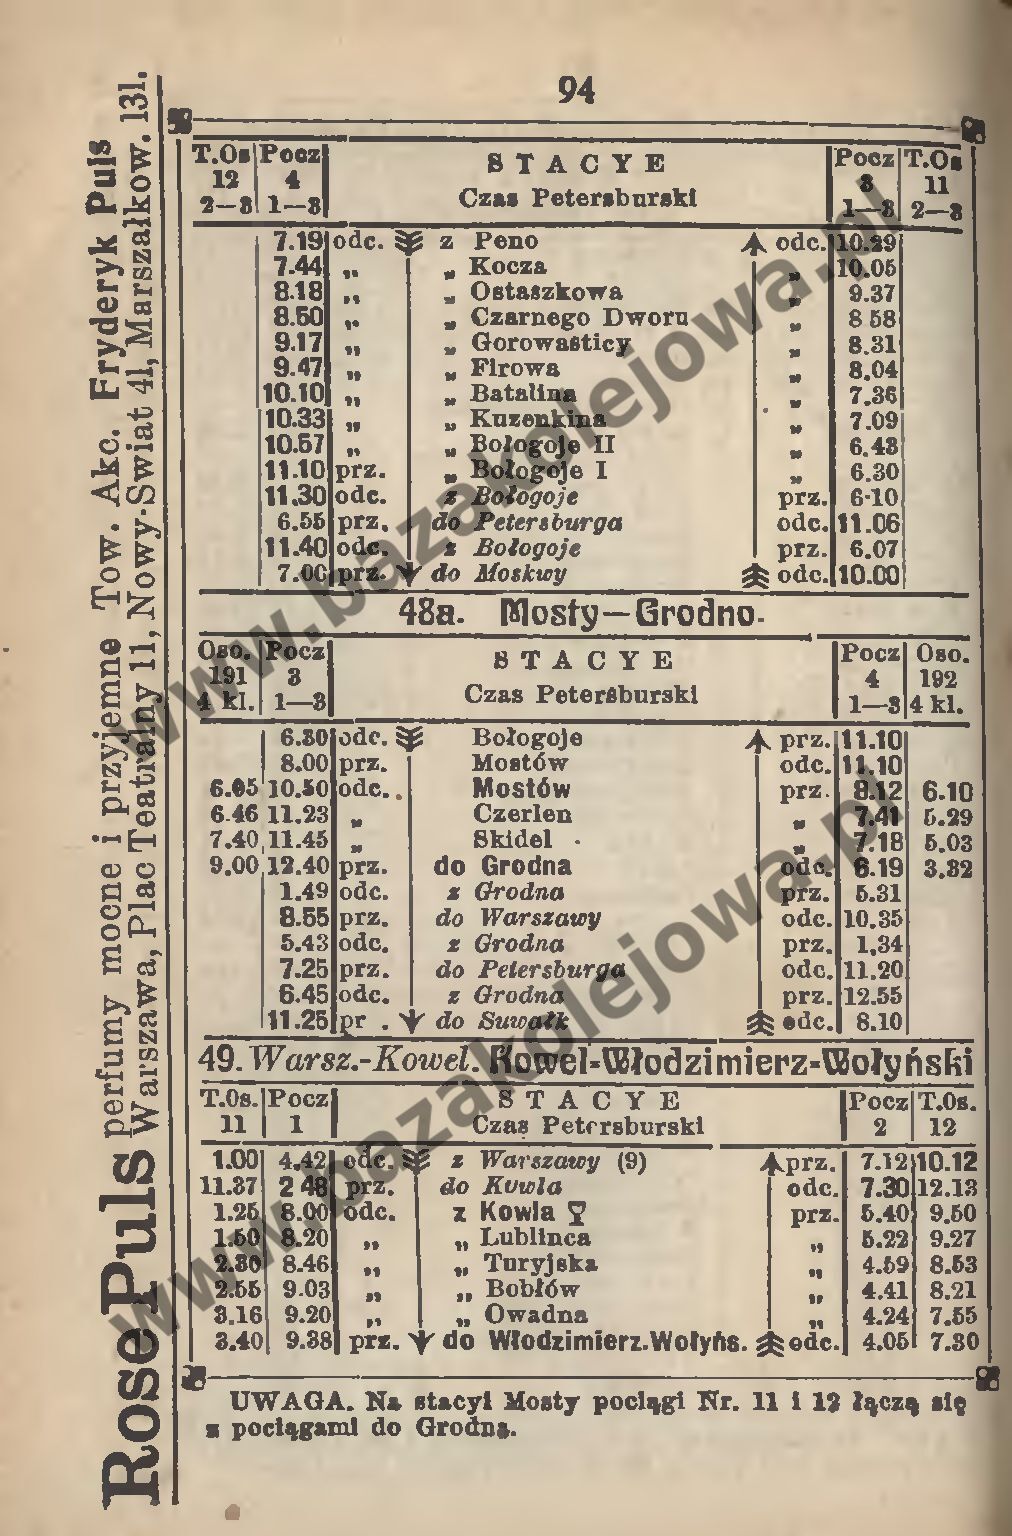 94
T.Os Pocz STACYE Pocz T.Os
12 4 Czas Petersburski 3 11
2—3 1—3 1—3 2—3
7.19 odc. z Peno odc. 10.29
7.44 „ „ Kocza „ 10.05
8.18 „ „ Ostaszkowa „ 9.37
8.50 „ „ Czarnego Dworu „ 8 58
9.17 „ „ Gorowasticy „ 8.31
9.47 „ „ Firowa „ 8.04
10.10 „ „ Batalina „ 7.36
10.33 „ „ Kuzenkina „ 7.09
10.57 „ „ Bołogoje II „ 6.43
11.10 prz. „ Bołogoje I „ 6.30
11.30 odc. z Bołogoje prz. 6·10
6.55 prz. do Petersburga odc. 11.06
11.40 odc. z Bołogoje prz. 6.07
7.00 prz. do Moskwy odc. 10.00
48a. Mosty—Grodno.
Oso. Pocz STACYE Pocz Oso.
191 3 Czas Petersburski 4 192
4 kl. 1—3 1—3 4 kl.
6.30 odc. Bołogoje prz. 11.10
8.00 prz. Mostów odc. 11.10
6.05 10.50 odc. Mostów prz. 8.12 6.10
6.46 11.23 „ Czerlen „ 7.41 5.29
7.40 11.45 „ Skidel „ 7.18 5.03
9.00 12.40 prz. do Grodna odc. 6.19 3.32
1.49 odc. z Grodna prz. 5.31
8.55 prz. do Warszawy odc. 10.35
5.43 odc. z Grodna prz. 1.34
7.25 prz. do Petersburga odc. 11.20
6.45 odc. z Grodna prz. 12.55
11.25 pr . do Suwałk odc. 8.10
49. Warsz.-Kowel. Kowel-Włodzimierz-Wołyński
T.Os. Pocz STACYE Pocz T.Os.
11 1 Czas Petersburski 2 12
1.00 4.42 odc. z Warszawy (9) prz. 7.12 10.12
11.37 2 48 prz. do Kowla odc. 7.30 12.13
1.25 8.00 odc. z Kowla prz. 5.40 9.50
1.50 8.20 „ „ Lublinca „ 5.22 9.27
2.30 8.46 „ „ Turyjska „ 4.59 8.53
2.55 9.03 „ „ Bobłów „ 4.41 8.21
3.16 9.20 „ „ Owadna „ 4.24 7.55
3.40 9.38 prz. do Włodzimierz.Wołyńs. odc. 4.05 7.30
UWAGA. Na stacyi Mosty pociągi Nr. 11 i 12 łączą się
z pociągami do Grodna.
Rose Puls perfumy mocne i przyjemne Tow. Akc. Fryderyk Puls
Warszawa, Plac Teatralny 11, Nowy-Swiat 41, Marszałkow. 131.
www.bazakolejowa.pl
www.bazakolejowa.pl